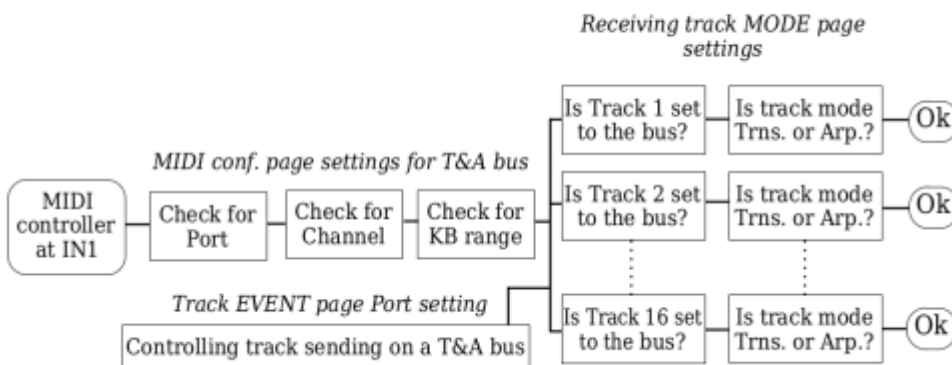 Receiving track MODE page
settings
Is Track 1 set
to the bus?
Is track mode
Trns. or Arp.?
Ok
MIDI conf. page settings for T&A bus
MIDI
controller
at IN1
Check for
Port
Check for
Channel
Check for
KB range
Is Track 2 set
to the bus?
Is track mode
Trns. or Arp.?
Ok
Track EVENT page Port setting
Controlling track sending on a T&A bus
Is Track 16 set
to the bus?
Is track mode
Trns. or Arp.?
Ok